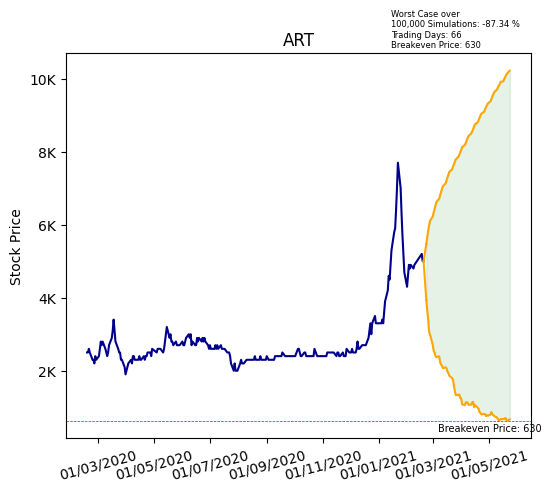 Worst Case over
100,000 Simulations: -87.34 %
Trading Days: 66
Breakeven Price: 630
ART
10K
8K
6K
4K
2K
Stock Price
Breakeven Price: 630
01/03/2020
01/05/2020
01/07/2020
01/09/2020
01/11/2020
01/01/2021
01/03/2021
01/05/2021